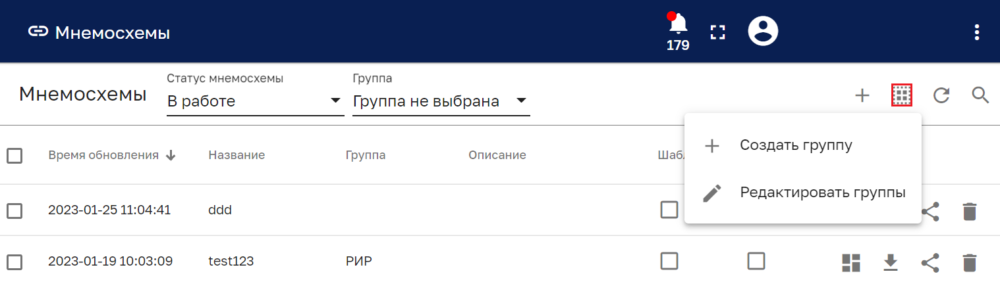 Мнемосхемы
179
Мнемосхемы
Статус мнемосхемы
В работе
Группа
Группа не выбрана
Создать группу
Редактировать группы
Время обновления
Название
Группа
Описание
2023-01-25 11:04:41
ddd
2023-01-19 10:03:09
test123
РИР